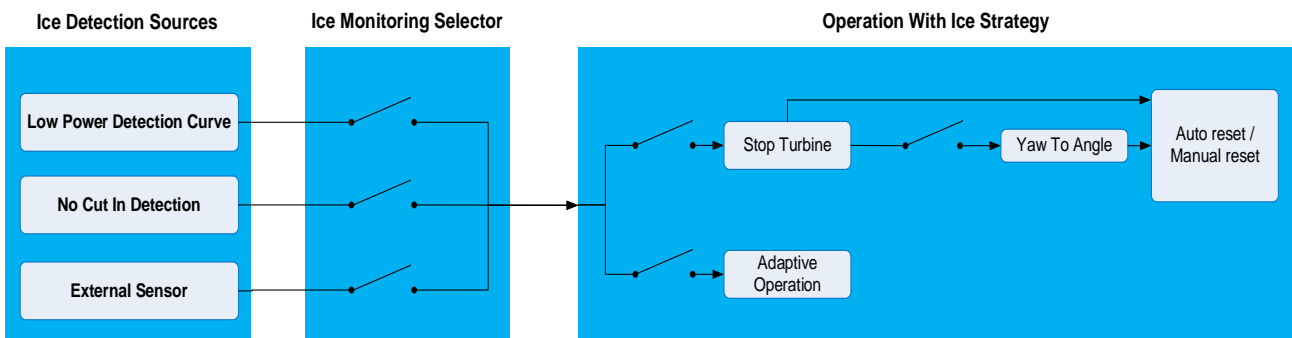 Ice Detection Sources
Ice Monitoring Selector
Operation With Ice Strategy
Low Power Detection Curve
No Cut In Detection
External Sensor
Stop Turbine
Yaw To Angle
Auto reset /
Manual reset
Adaptive
Operation